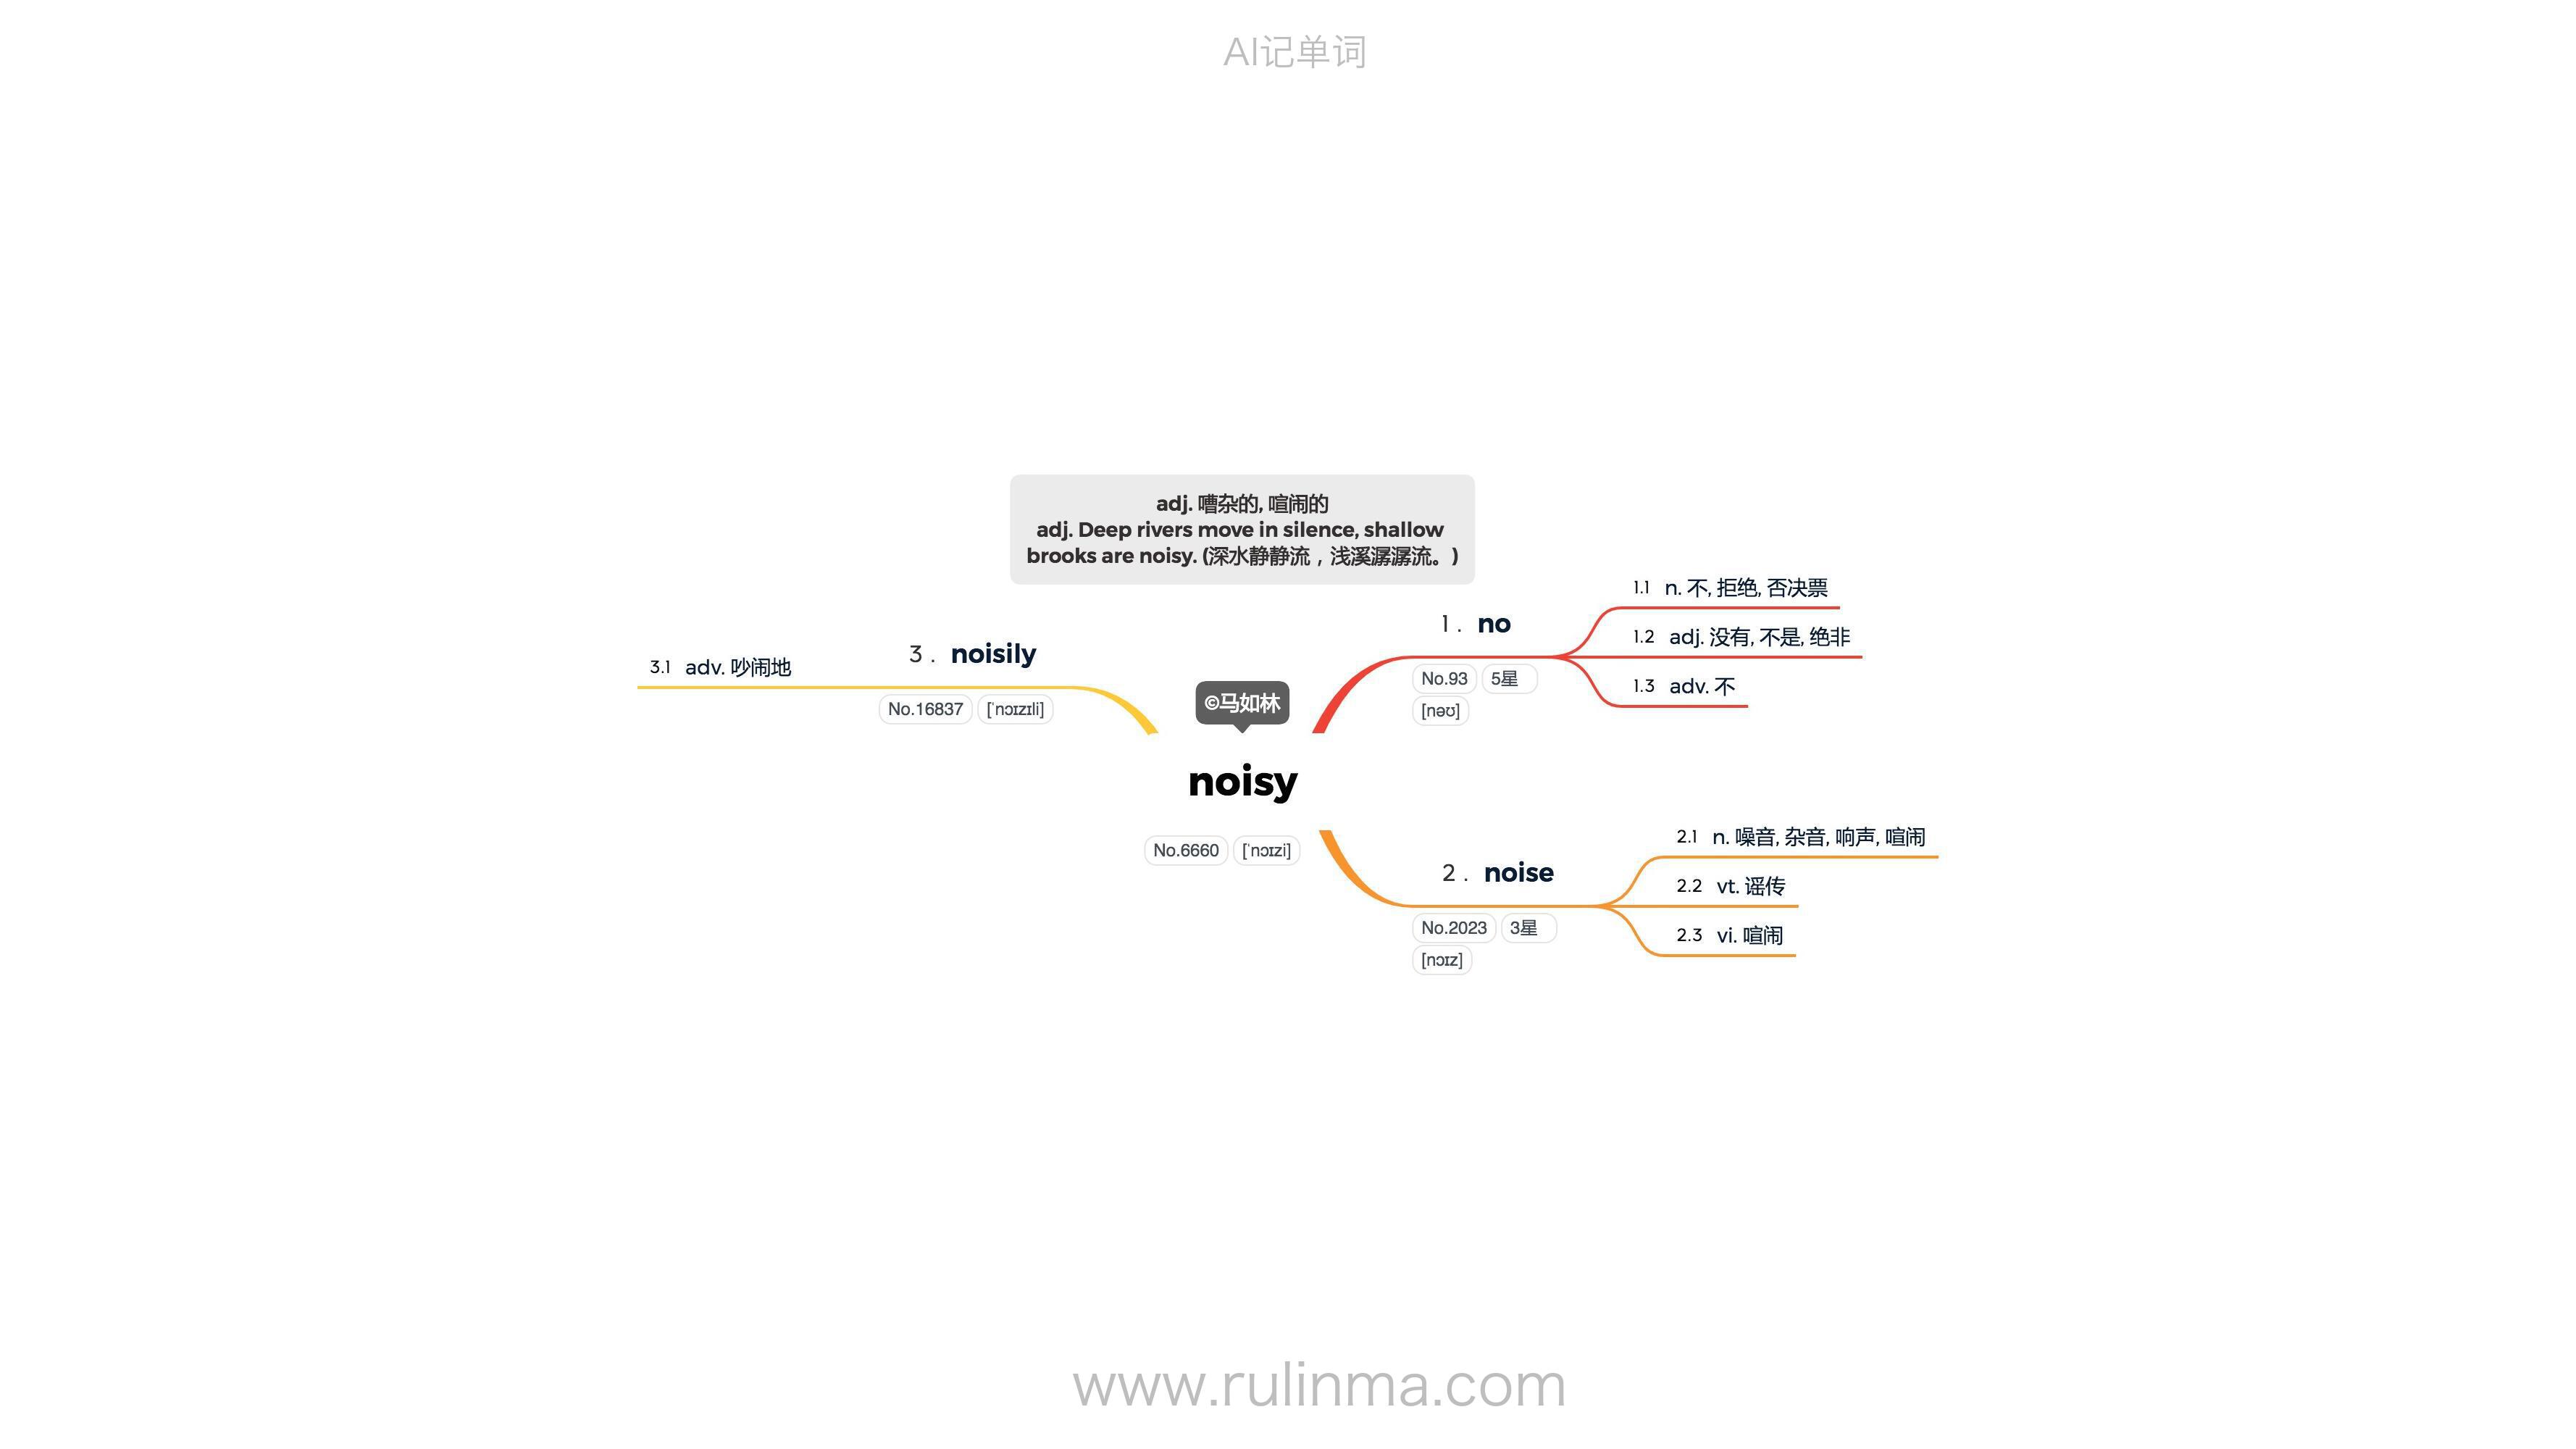 AI记单词
adj. 嘈杂的, 喧闹的
adj. Deep rivers move in silence, shallow
brooks are noisy. (深水静静流，浅溪潺潺流。)
©马如林
noisy
No.6660 [ˈnɔɪzi]
1. no
No.93 5星
[nəʊ]
1.1 n. 不, 拒绝, 否决票
1.2 adj. 没有, 不是, 绝非
1.3 adv. 不
2. noise
No.2023 3星
[nɔɪz]
2.1 n. 噪音, 杂音, 响声, 喧闹
2.2 vt. 谣传
2.3 vi. 喧闹
3. noisily
No.16837 [ˈnɔɪzɪli]
3.1 adv. 吵闹地
www.rulinma.com